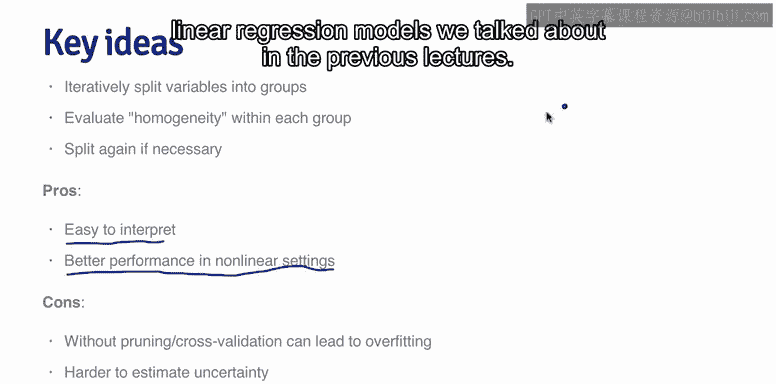 Key ideas
linear regression models we talked about
in the previous lectures.
· Iteratively split variables into groups
· Evaluate "homogeneity" within each group
· Split again if necessary
Pros:
· Easy to interpret
· Better performance in nonlinear settings
Cons:
· Without pruning/cross-validation can lead to overfitting
· Harder to estimate uncertainty